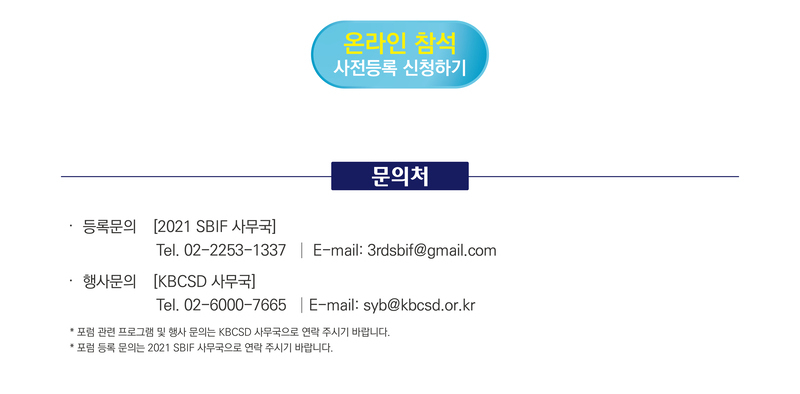 온라인 참석
사전등록 신청하기
문의처
· 등록문의 [2021 SBIF 사무국]
Tel. 02-2253-1337 | E-mail: 3rdsbif@gmail.com
· 행사문의 [KBCSD 사무국]
Tel. 02-6000-7665 | E-mail: syb@kbcsd.or.kr
* 포럼 관련 프로그램 및 행사 문의는 KBCSD 사무국으로 연락 주시기 바랍니다.
* 포럼 등록 문의는 2021 SBIF 사무국으로 연락 주시기 바랍니다.